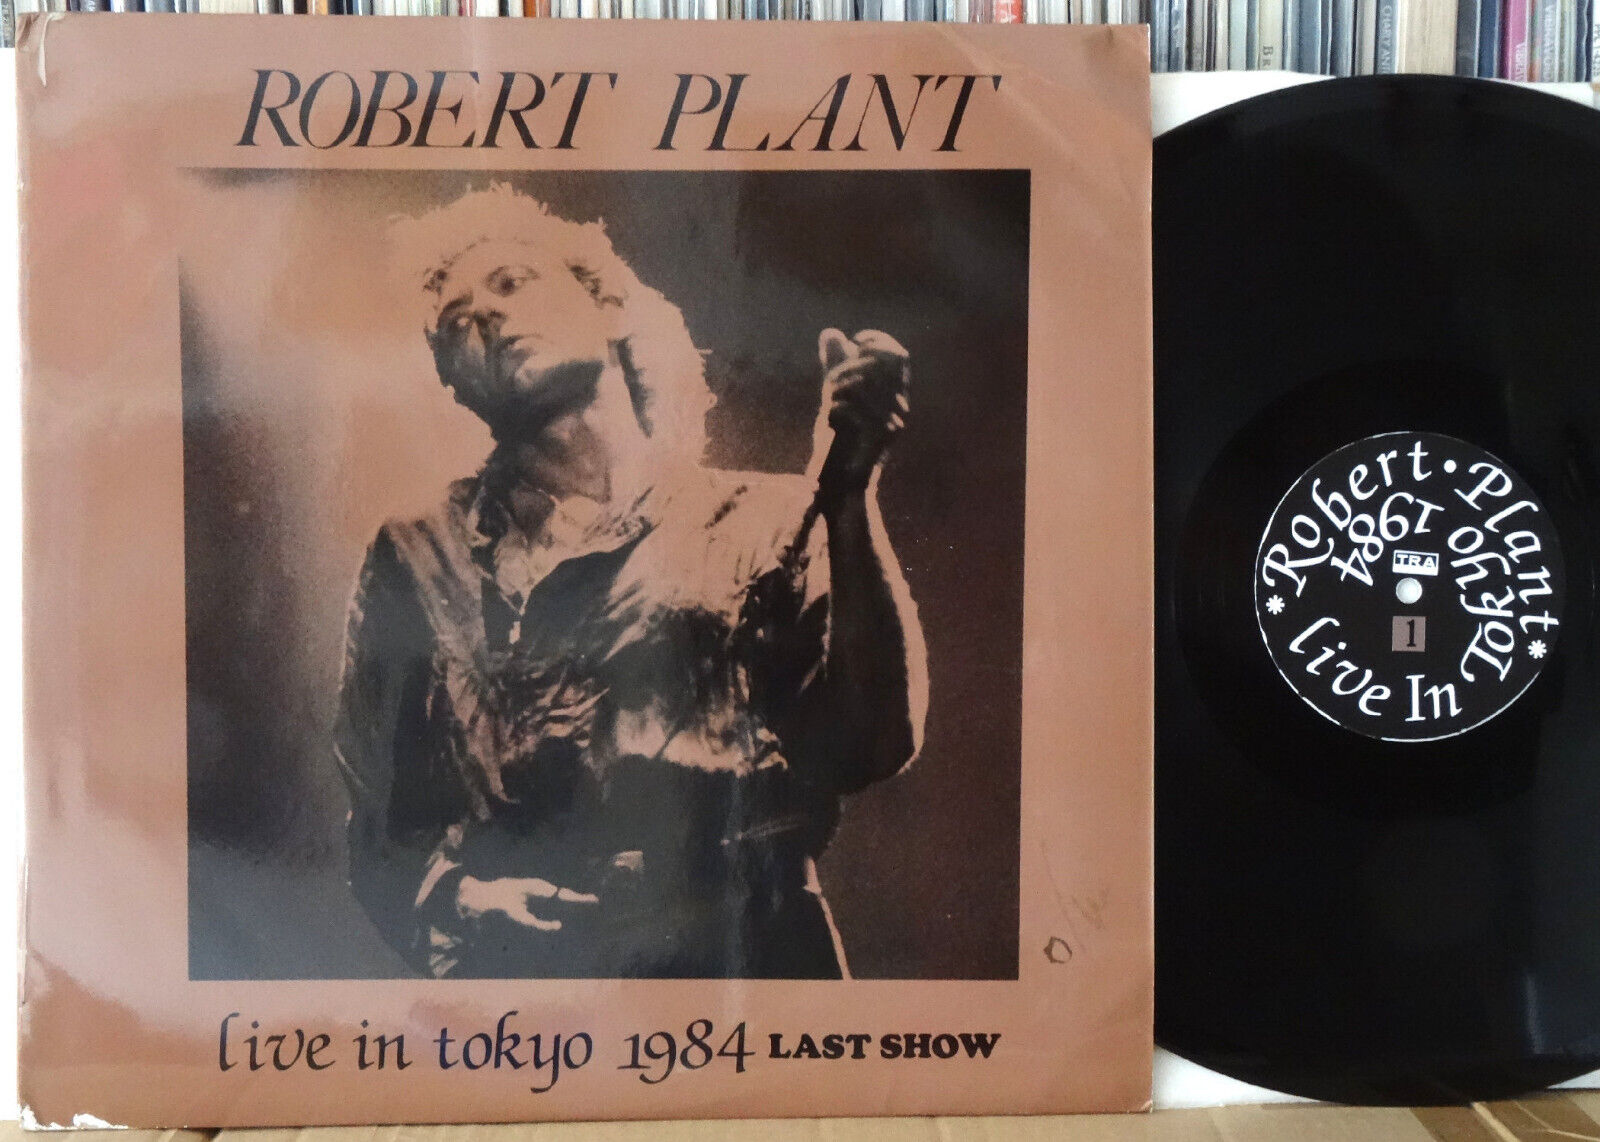 ROBERT PLANT
live in tokyo 1984 LAST SHOW
Robert • Plant
1984
TRA
1
* live In Tokyo *